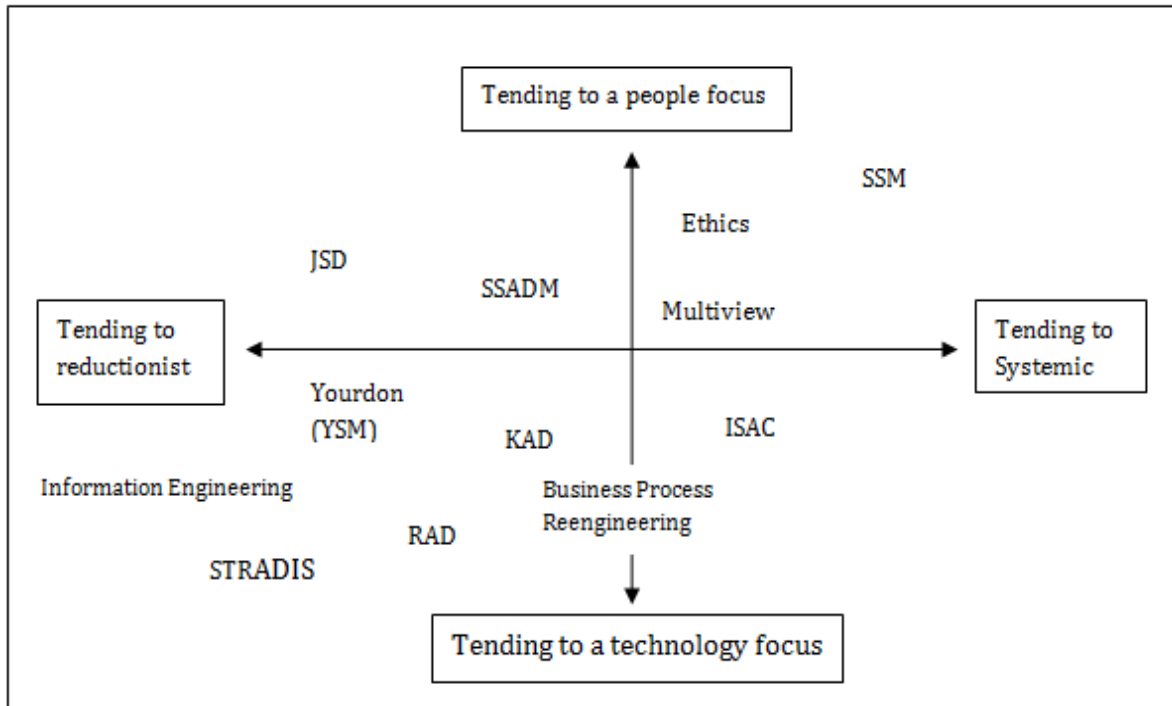 Tending to a people focus
SSM
Ethics
JSD
SSADM
Multiview
Tending to
reductionist
Tending to
Systemic
Yourdon
(YSM)
KAD
ISAC
Information Engineering
Business Process
Reengineering
RAD
STRADIS
Tending to a technology focus